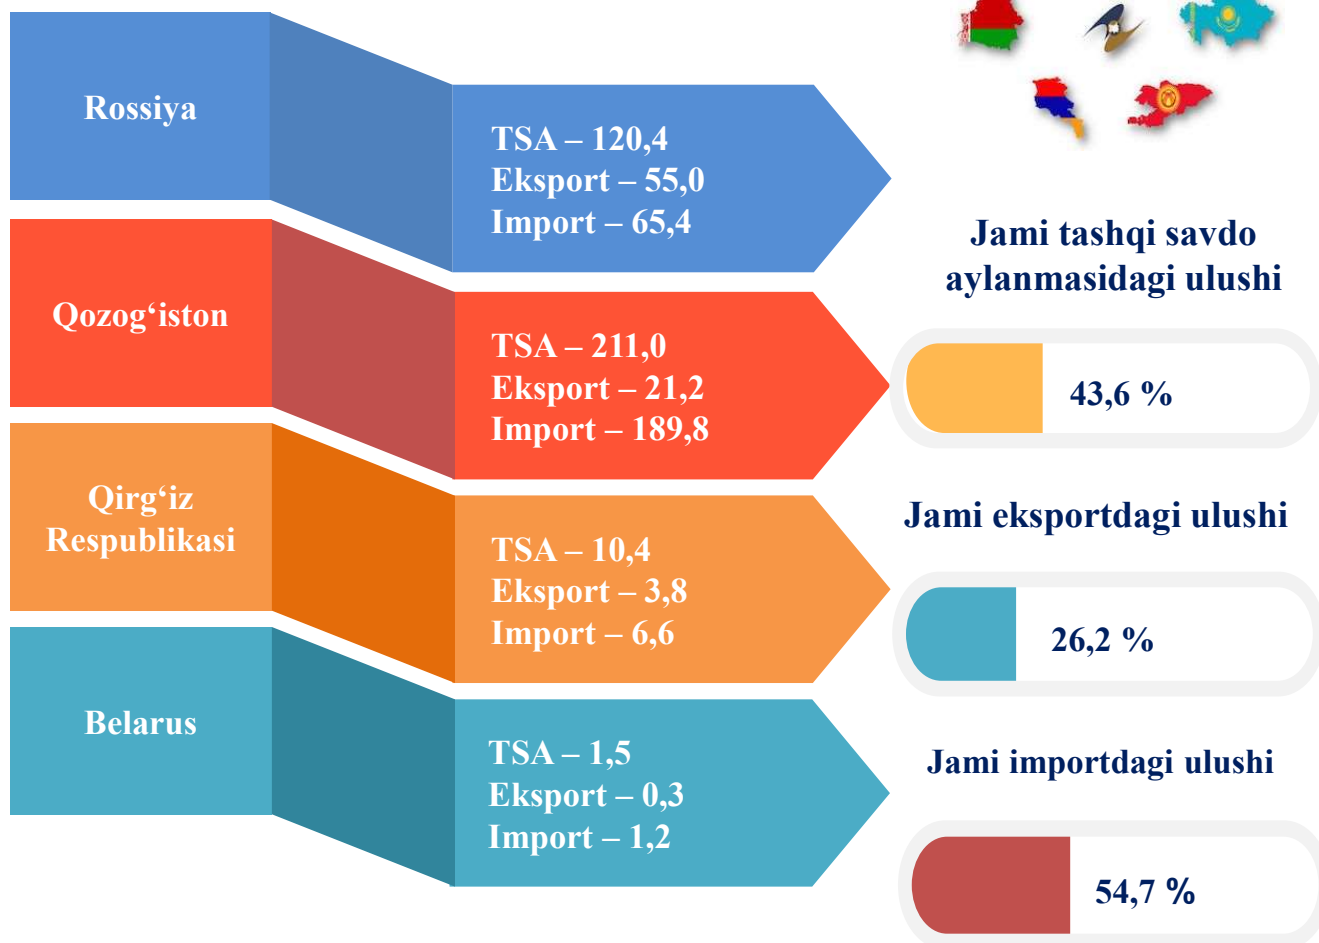 Rossiya
TSA – 120,4
Eksport – 55,0
Import – 65,4
Qozog‘iston
TSA – 211,0
Eksport – 21,2
Import – 189,8
Qirg‘iz
Respublikasi
TSA – 10,4
Eksport – 3,8
Import – 6,6
Belarus
TSA – 1,5
Eksport – 0,3
Import – 1,2
Jami tashqi savdo
aylanmasidagi ulushi
43,6 %
Jami eksportdagi ulushi
26,2 %
Jami importdagi ulushi
54,7 %